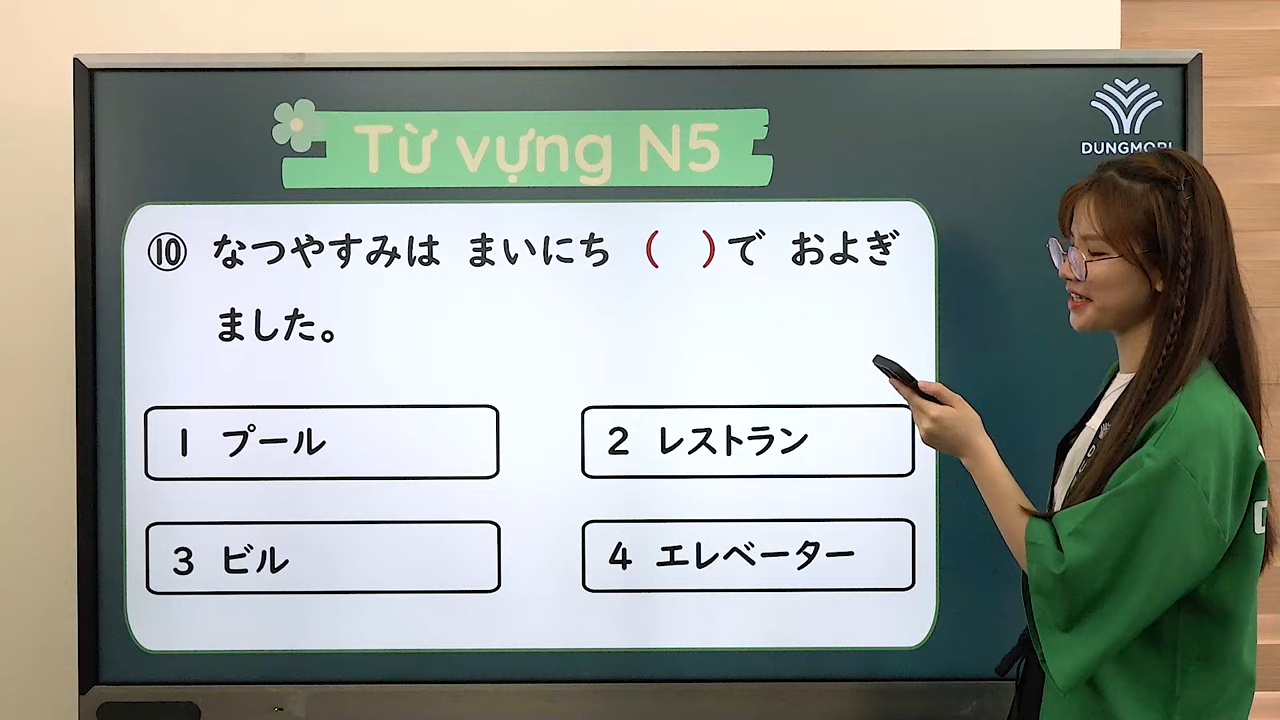 Từ vựng N5
DUNGMORI
⑩ なつやすみは まいにち ( )で およぎ
ました。
1 プール
2 レストラン
3 ビル
4 エレベーター